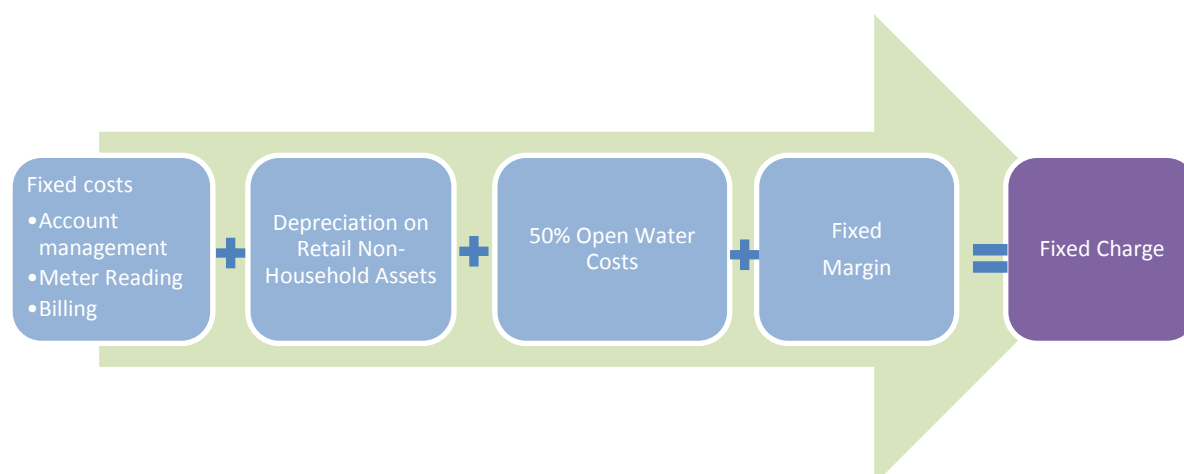 Fixed costs
•Account
management
•Meter Reading
•Billing
+
Depreciation on
Retail Non-
Household Assets
+
50% Open Water
Costs
+
Fixed
Margin
=
Fixed Charge